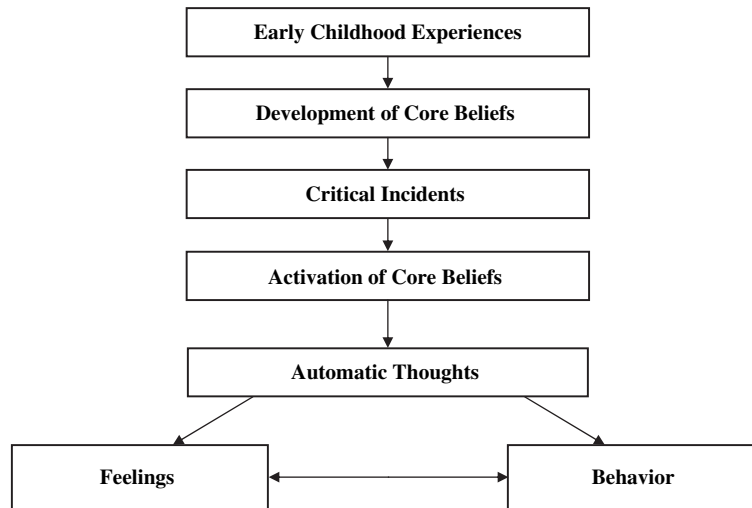 Early Childhood Experiences
Development of Core Beliefs
Critical Incidents
Activation of Core Beliefs
Automatic Thoughts
Feelings
Behavior